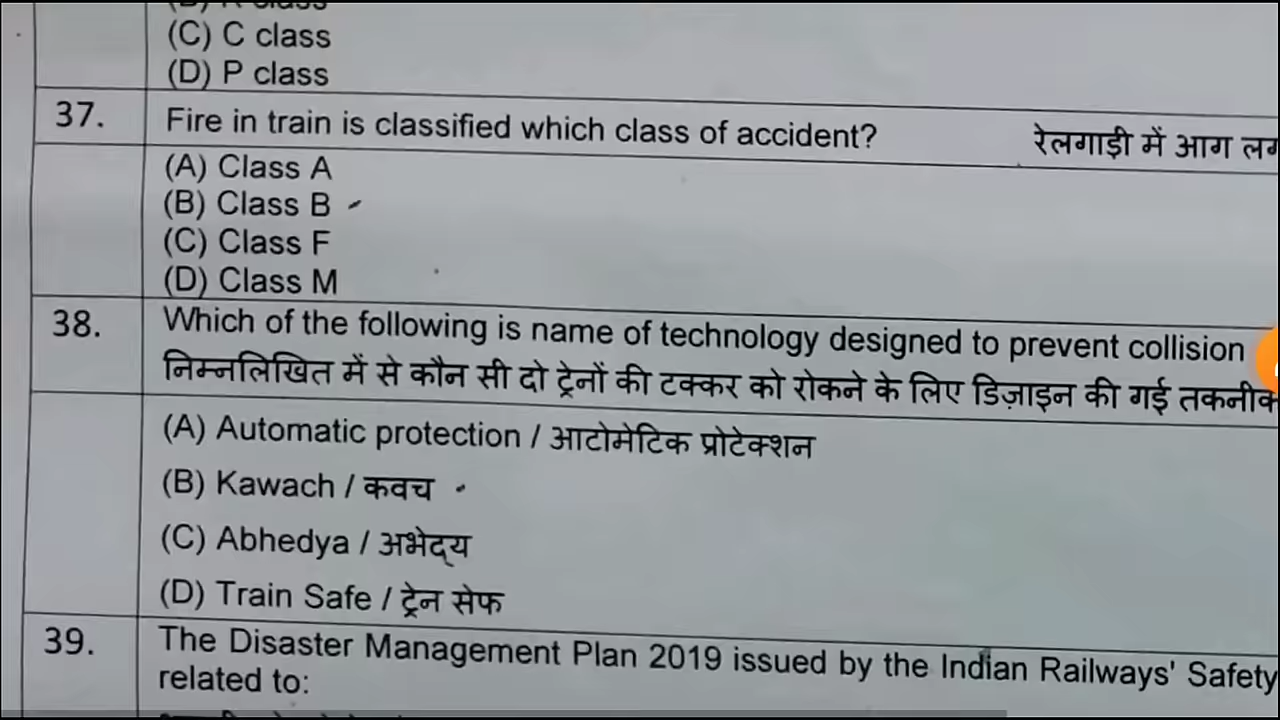 (C) C class
(D) P class
37. Fire in train is classified which class of accident? रेलगाड़ी में आग
(A) Class A
(B) Class B
(C) Class F
(D) Class M
38. Which of the following is name of technology designed to prevent collision
निम्नलिखित में से कौन सी दो ट्रेनों की टक्कर को रोकने के लिए डिज़ाइन की गई तकनीक
(A) Automatic protection / आटोमेटिक प्रोटेक्शन
(B) Kawach / कवच
(C) Abhedya / अभेद्य
(D) Train Safe / ट्रेन सेफ
39. The Disaster Management Plan 2019 issued by the Indian Railways' Safety
related to: